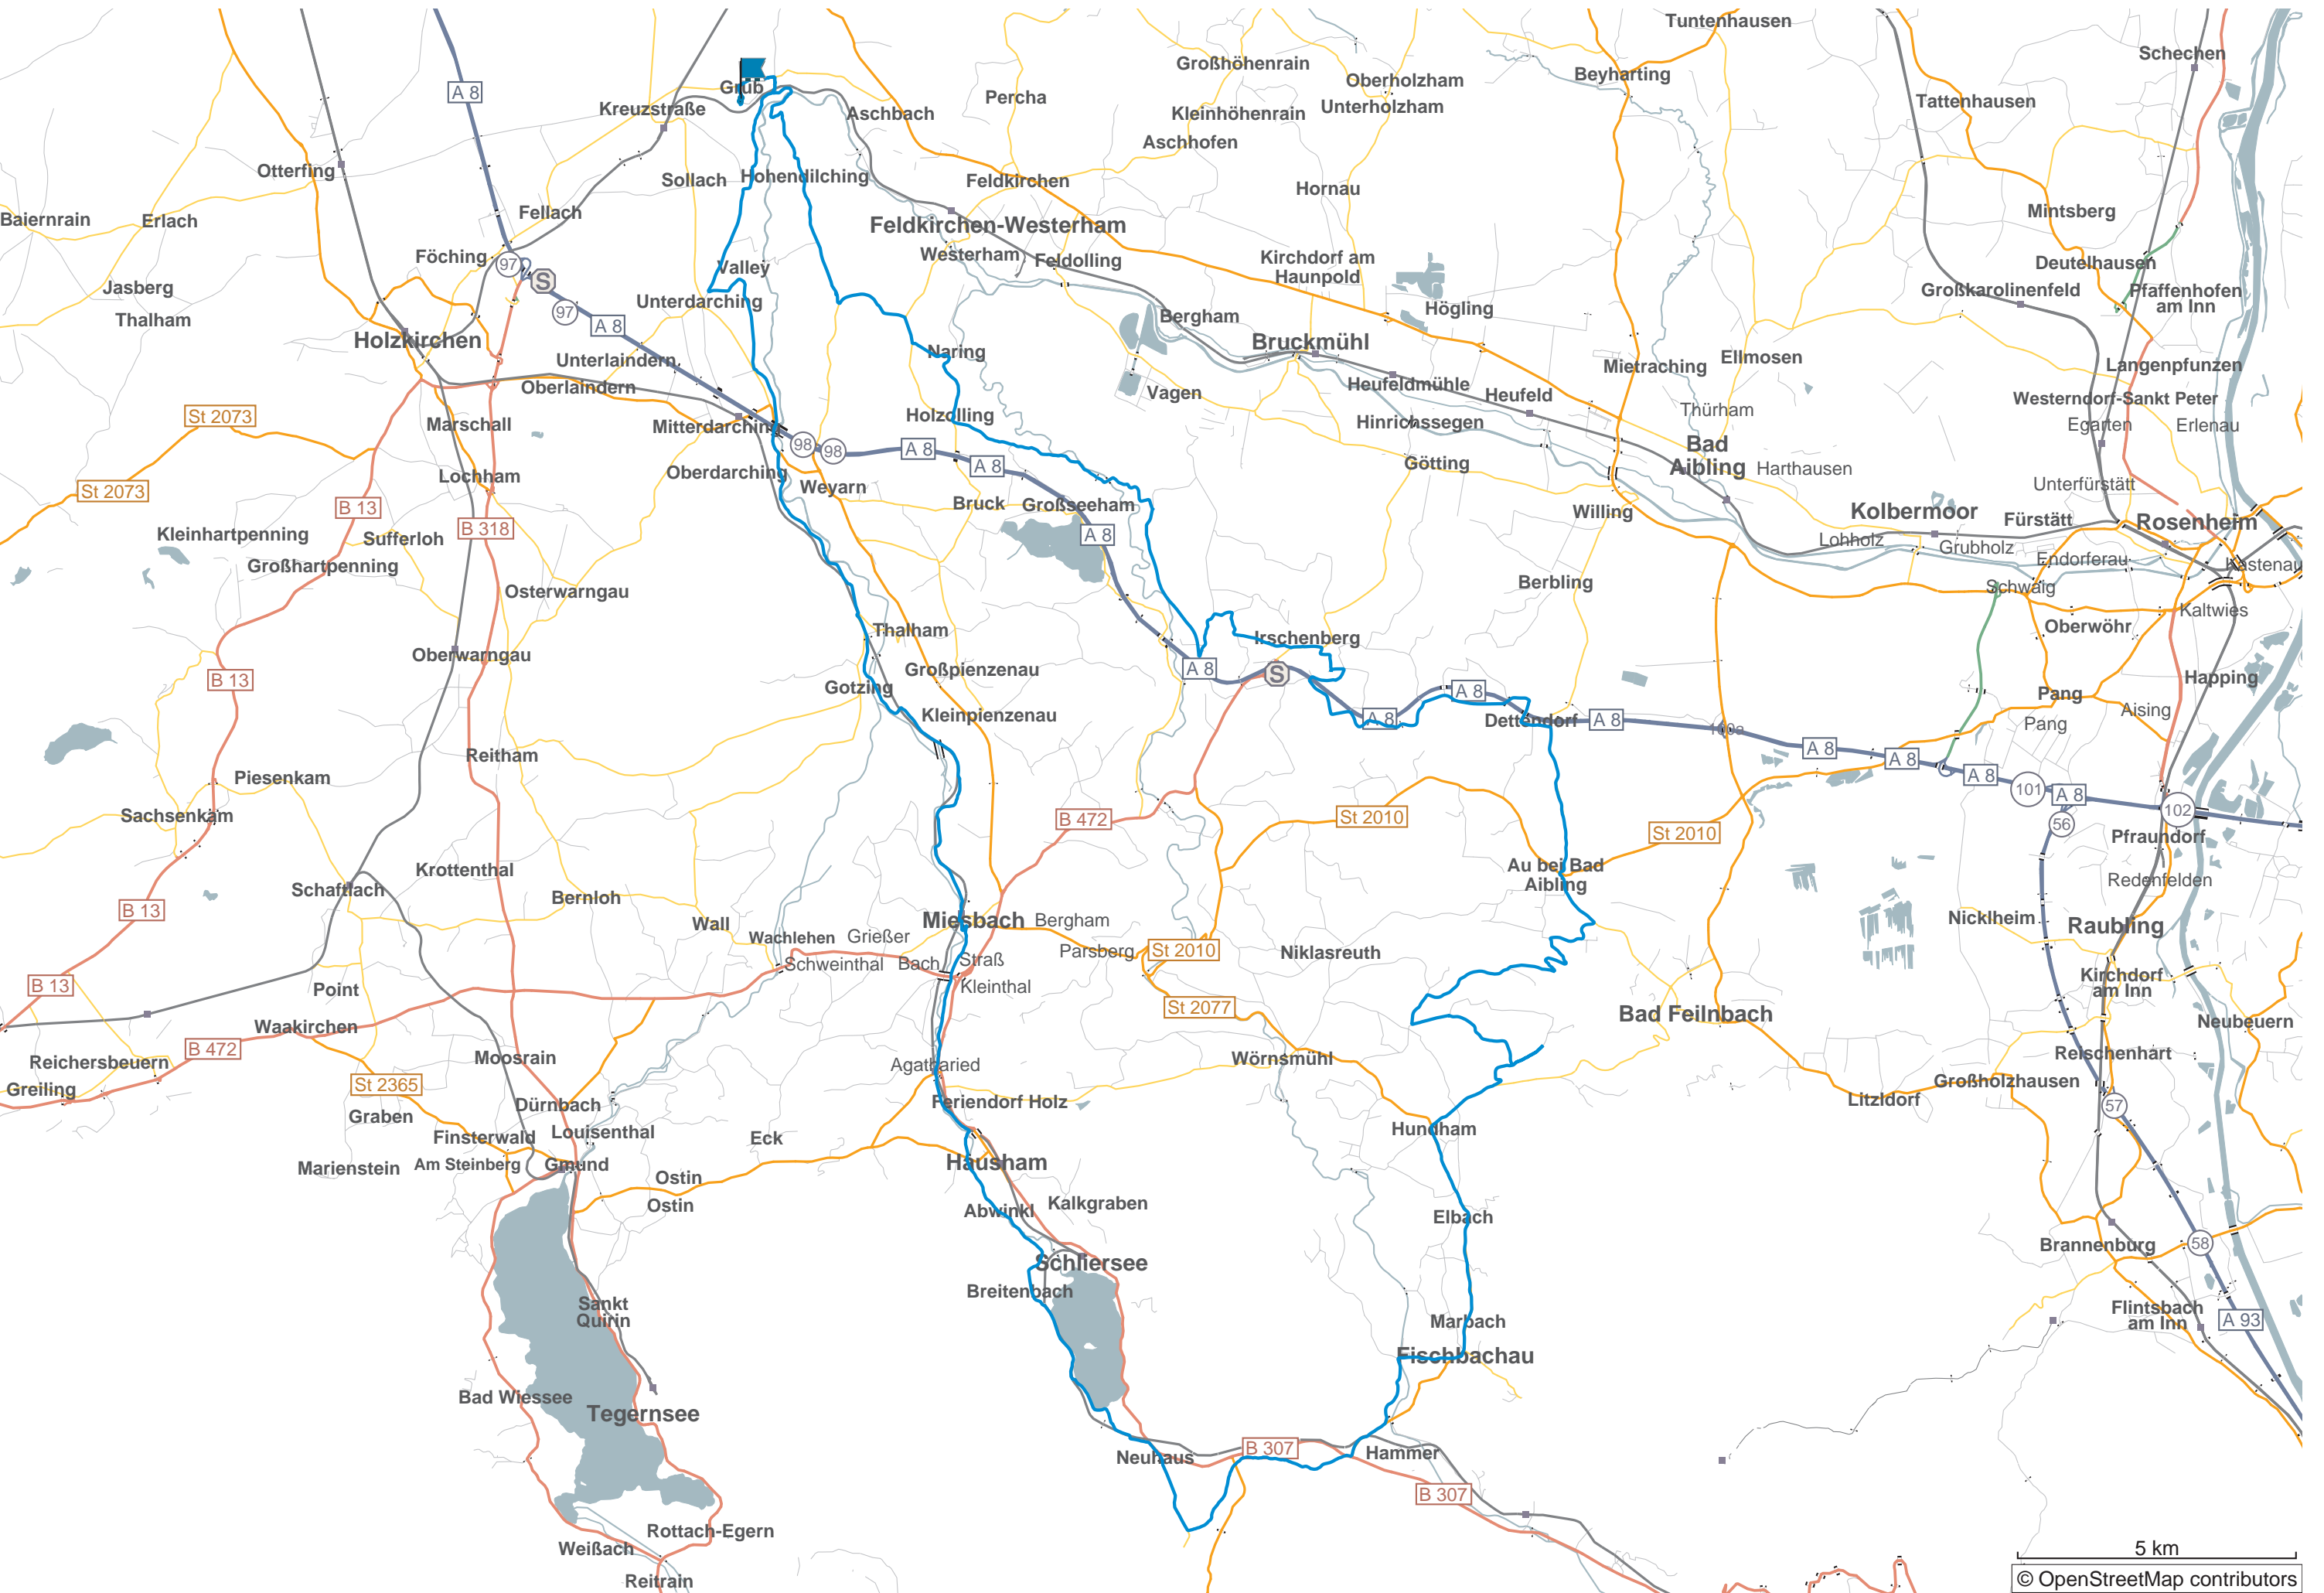 Tuntenhausen
Schechen
Großhöhenrain
Oberholzham
Beyharting
A 8
Grub
Percha
Tattenhausen
Kreuzstraße
Aschbach
Kleinhöhenrain
Unterholzham
Aschhofen
Otterfing
Sollach
Hohendilching
Feldkirchen
Hornau
Baiernrain
Erlach
Fellach
Feldkirchen-Westerham
Mintsberg
Föching
97
S
Valley
Westerham
Feldolling
Kirchdorf am
Haunpold
Deutelhausen
Jasberg
Großkarolinenfeld
Pfaffenhofen
am Inn
Thalham
Unterdarching
97
A 8
Bergham
Högling
Holzkirchen
Unterlaindern
Naring
Bruckmühl
Mietraching
Ellmosen
Langenpfunzen
Oberlaindern
Vagen
Heufeldmühle
Heufeld
Westerndorf-Sankt Peter
St 2073
Marschall
Mitterdarching
Holzolling
Hinrichssegen
Thürham
Egarten
Erlenau
98
98
A 8
A 8
Bad
Aibling
Harthausen
Lochham
Oberdarching
Götting
St 2073
Weyarn
Unterfürstätt
B 13
Bruck
Großseeham
Willing
Kolbermoor
Fürstätt
Rosenheim
Kleinhartpenning
Sufferloh
B 318
A 8
Lohholz
Grubholz
Großhartpenning
Endorferau
Kastenau
Osterwarngau
Berbling
Schwaig
Kaltwies
Thalham
Irschenberg
Oberwöhr
Oberwarngau
Großpienzenau
A 8
S
B 13
Gotzing
A 8
Happing
Kleinpienzenau
A 8
Dettendorf
A 8
Pang
Pang
Aising
100a
Reitham
A 8
A 8
A 8
Piesenkam
101
A 8
102
Sachsenkam
B 472
St 2010
St 2010
56
Pfraundorf
Krottenthal
Au bei Bad
Aibling
Redenfelden
Schaftlach
Bernloh
B 13
Wall
Miesbach
Bergham
Nicklheim
Raubling
Wachlehen
Grießer
Parsberg
St 2010
Niklasreuth
Schweinthal
Bach
Straß
B 13
Point
Kleinthal
Kirchdorf
am Inn
Waakirchen
St 2077
Bad Feilnbach
Neubeuern
Reichersbeuern
B 472
Moosrain
Agatharied
Wörnsmühl
Reischenhart
Greiling
St 2365
Großholzhausen
Graben
Dürnbach
Feriendorf Holz
Litzldorf
57
Finsterwald
Louisenthal
Eck
Hundham
Marienstein
Am Steinberg
Gmund
Hausham
Ostin
Ostin
Kalkgraben
Abwinkl
Elbach
Brannenburg
58
Schliersee
Breitenbach
Sankt
Quirin
Marbach
Flintsbach
am Inn
A 93
Fischbachau
Bad Wiessee
Tegernsee
Neuhaus
B 307
Hammer
B 307
Rottach-Egern
Weißach
Reitrain
5 km
© OpenStreetMap contributors